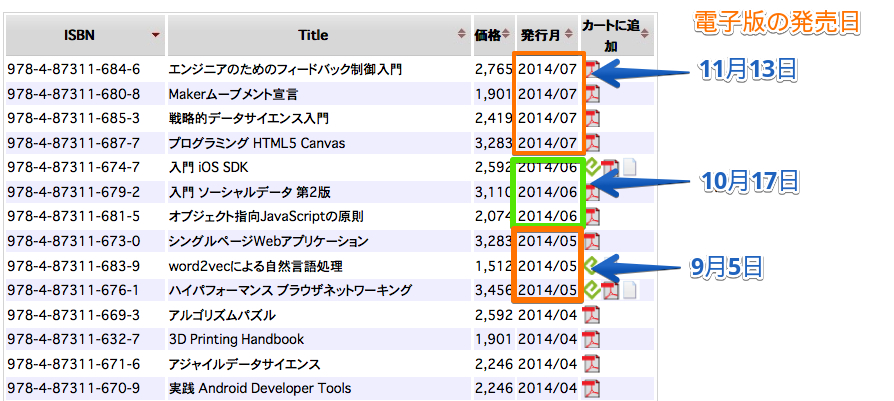 電子版の発売日
ISBN Title 価格 発行月 カートに追加
978-4-87311-684-6 エンジニアのためのフィードバック制御入門 2,765 2014/07 11月13日
978-4-87311-680-8 Makerムーブメント宣言 1,901 2014/07
978-4-87311-685-3 戦略的データサイエンス入門 2,419 2014/07
978-4-87311-687-7 プログラミング HTML5 Canvas 3,283 2014/07
978-4-87311-674-7 入門 iOS SDK 2,592 2014/06
978-4-87311-679-2 入門 ソーシャルデータ 第2版 3,110 2014/06 10月17日
978-4-87311-681-5 オブジェクト指向JavaScriptの原則 2,074 2014/06
978-4-87311-673-0 シングルページWebアプリケーション 3,283 2014/05
978-4-87311-683-9 word2vecによる自然言語処理 1,512 2014/05 9月5日
978-4-87311-676-1 ハイパフォーマンス ブラウザネットワーキング 3,456 2014/05
978-4-87311-669-3 アルゴリズムパズル 2,592 2014/04
978-4-87311-632-7 3D Printing Handbook 1,901 2014/04
978-4-87311-671-6 アジャイルデータサイエンス 2,246 2014/04
978-4-87311-670-9 実践 Android Developer Tools 2,246 2014/04